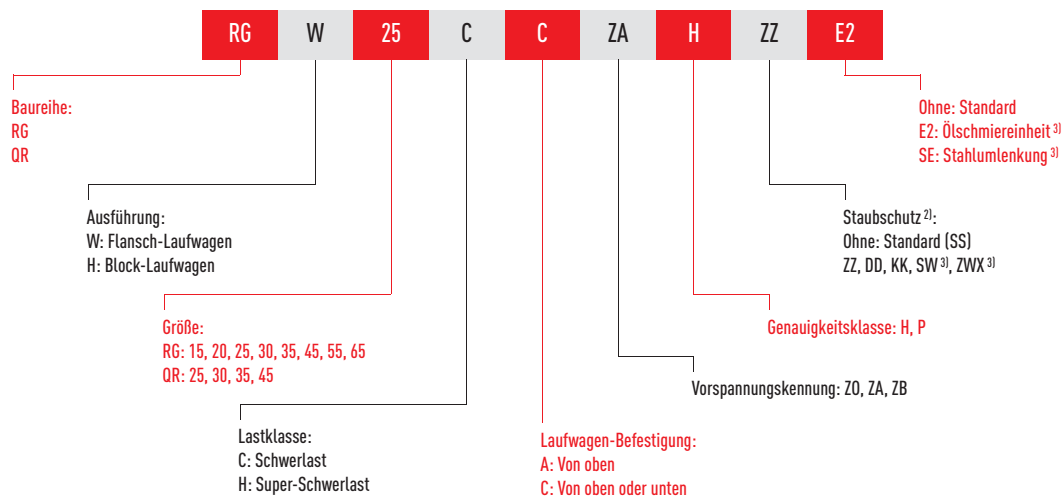 RG W 25 C C ZA H ZZ E2
Baureihe:
RG
QR
Ohne: Standard
E2: Ölschmiereinheit ³⁾
SE: Stahlumlenkung ³⁾
Ausführung:
W: Flansch-Laufwagen
H: Block-Laufwagen
Staubschutz ²⁾:
Ohne: Standard (SS)
ZZ, DD, KK, SW ³⁾, ZWX ³⁾
Größe:
RG: 15, 20, 25, 30, 35, 45, 55, 65
QR: 25, 30, 35, 45
Genauigkeitsklasse: H, P
Vorspannungskennung: Z0, ZA, ZB
Lastklasse:
C: Schwerlast
H: Super-Schwerlast
Laufwagen-Befestigung:
A: Von oben
C: Von oben oder unten